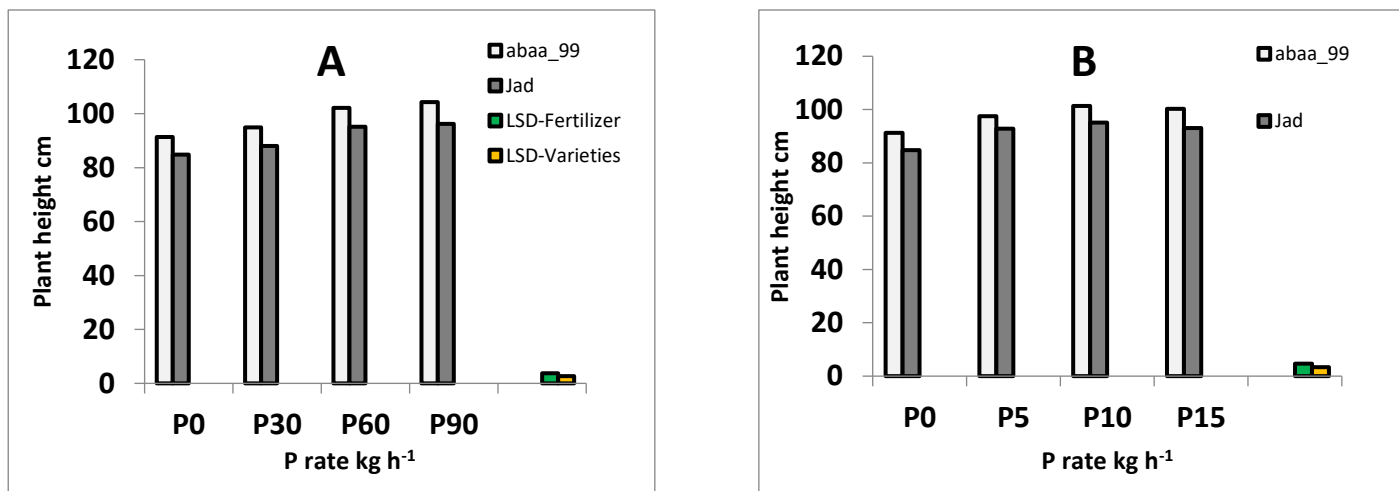 A
120
100
80
60
40
20
0
Plant height cm
P0 P30 P60 P90
P rate kg h-1
abaa_99
Jad
LSD-Fertilizer
LSD-Varieties
B
120
100
80
60
40
20
0
Plant height cm
P0 P5 P10 P15
P rate kg h-1
abaa_99
Jad